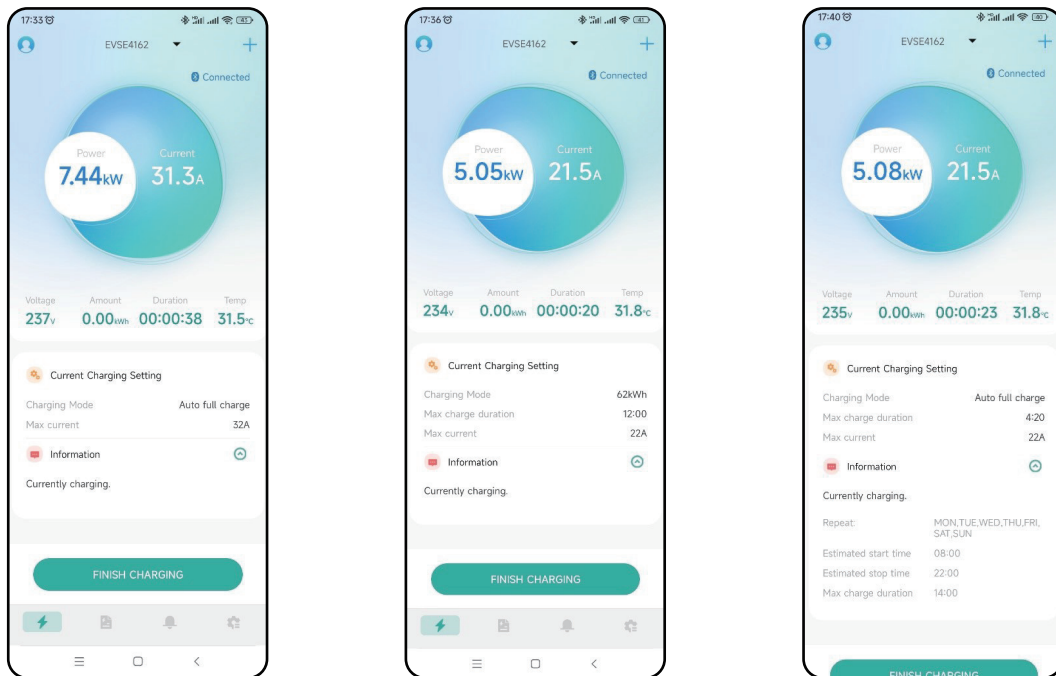 17:33
41
EVSE4162
Connected
Power
7.44kW
Current
31.3A
Voltage
Amount
Duration
Temp
237V
0.00kWh
00:00:38
31.5℃
Current Charging Setting
Charging Mode
Auto full charge
Max current
32A
Information
Currently charging.
FINISH CHARGING
17:36
41
EVSE4162
Connected
Power
5.05kW
Current
21.5A
Voltage
Amount
Duration
Temp
234V
0.00kWh
00:00:20
31.8℃
Current Charging Setting
Charging Mode
62kWh
Max charge duration
12:00
Max current
22A
Information
Currently charging.
FINISH CHARGING
17:40
40
EVSE4162
Connected
Power
5.08kW
Current
21.5A
Voltage
Amount
Duration
Temp
235V
0.00kWh
00:00:23
31.8℃
Current Charging Setting
Charging Mode
Auto full charge
Max charge duration
4:20
Max current
22A
Information
Currently charging.
Repeat:
MON,TUE,WED,THU,FRI,
SAT,SUN
Estimated start time
08:00
Estimated stop time
22:00
Max charge duration
14:00
FINISH CHARGING